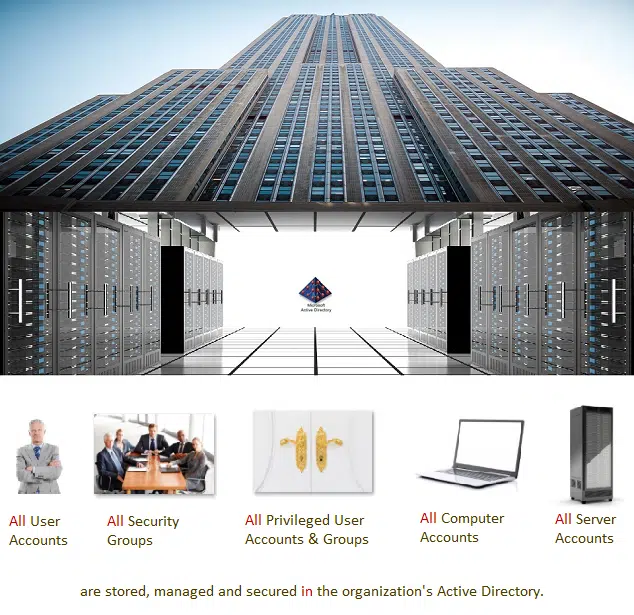 Microsoft
Active Directory
All User
Accounts
All Security
Groups
All Privileged User
Accounts & Groups
All Computer
Accounts
All Server
Accounts
are stored, managed and secured in the organization's Active Directory.